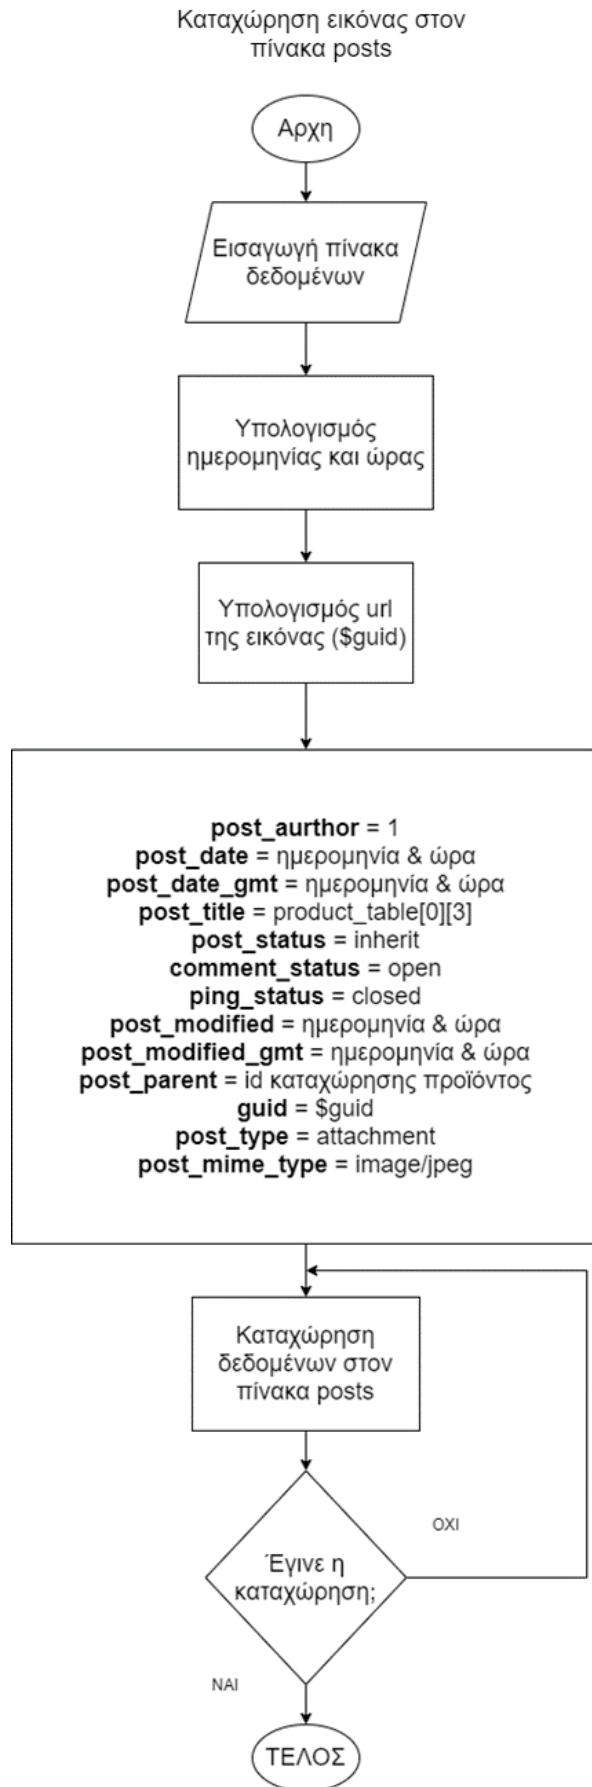 Καταχώρηση εικόνας στον
πίνακα posts
Αρχη
Εισαγωγή πίνακα
δεδομένων
Υπολογισμός
ημερομηνίας και ώρας
Υπολογισμός url
της εικόνας ($guid)
post_aurthor = 1
post_date = ημερομηνία & ώρα
post_date_gmt = ημερομηνία & ώρα
post_title = product_table[0][3]
post_status = inherit
comment_status = open
ping_status = closed
post_modified = ημερομηνία & ώρα
post_modified_gmt = ημερομηνία & ώρα
post_parent = id καταχώρησης προϊόντος
guid = $guid
post_type = attachment
post_mime_type = image/jpeg
Καταχώρηση
δεδομένων στον
πίνακα posts
ΟΧΙ
Έγινε η
καταχώρηση;
ΝΑΙ
ΤΕΛΟΣ